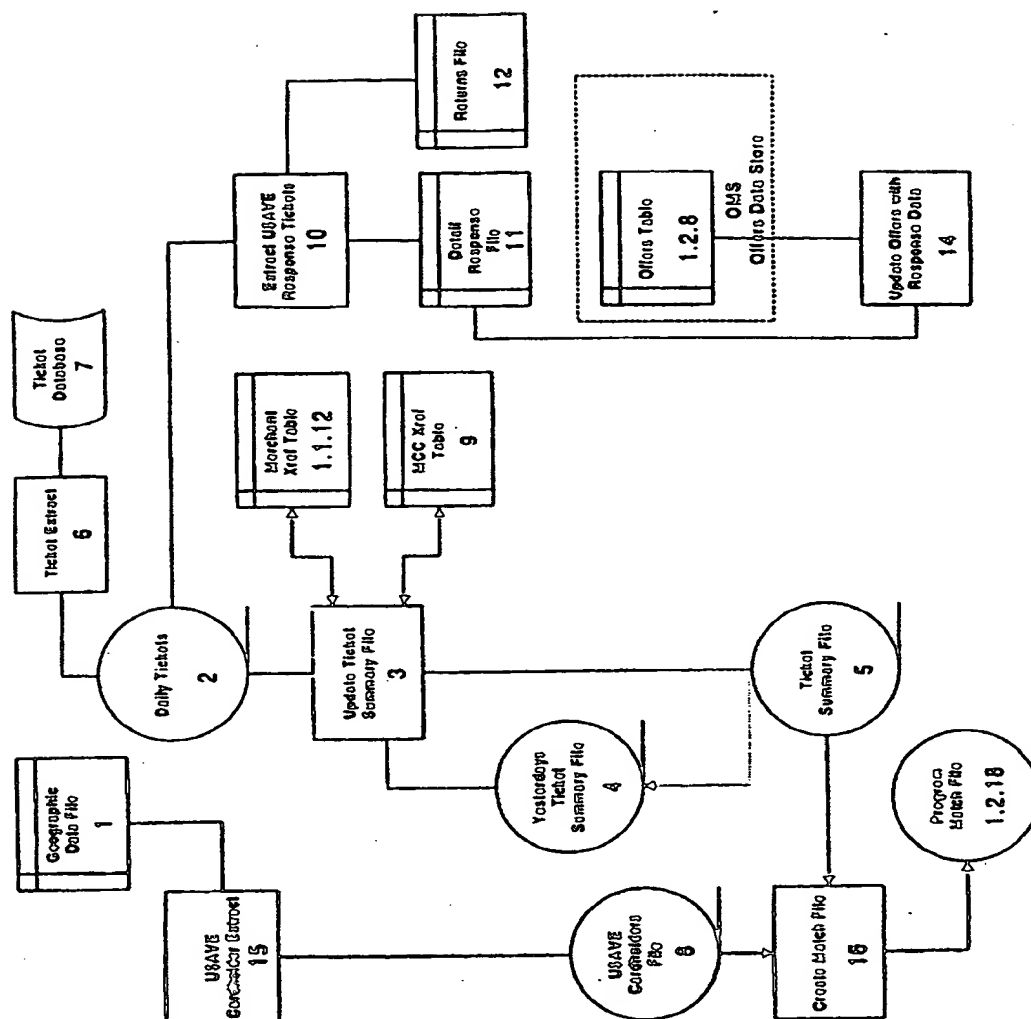 Returns File
12
Extract USAVE
Response Tickets
10
Detail
Response
File
11
Offers Table
1.2.8
OMS
Offers Data Store
Update Offers with
Response Data
14
Ticket
Database
7
Ticket Extract
6
Merchant
Xref Table
1.1.12
MCC Xref
Table
9
Daily Tickets
2
Update Ticket
Summary File
3
Ticket
Summary File
5
Yesterdays
Ticket
Summary File
4
Geographic
Data File
1
USAVE
Cardholder Extract
15
USAVE
Cardholders
File
8
Create Match File
16
Program
Match File
1.2.18